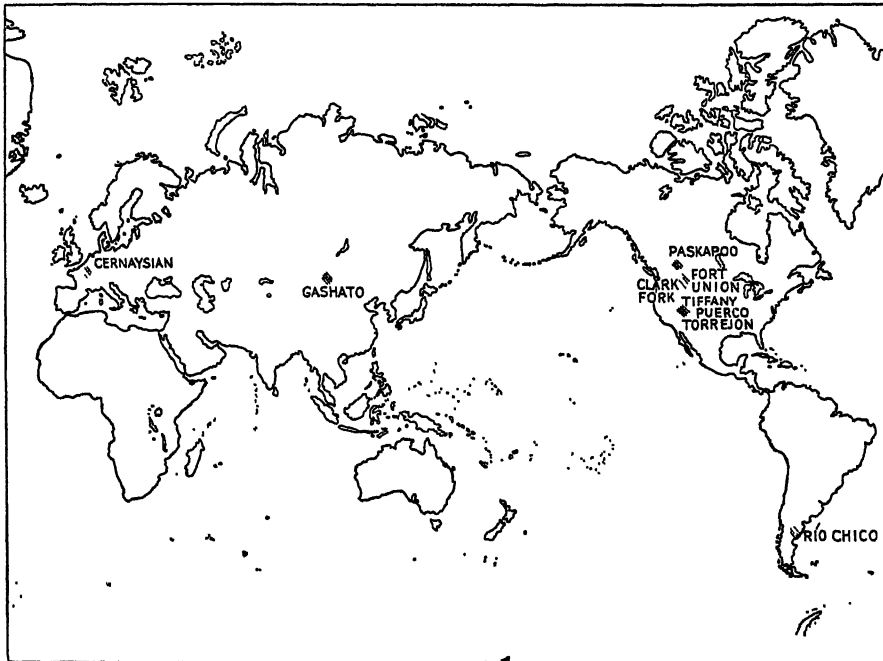 CERNAYSIAN
GASHATO
PASKAPOO
FORT
UNION
CLARK
FORK
TIFFANY
PUERCO
TORREJON
RIO CHICO